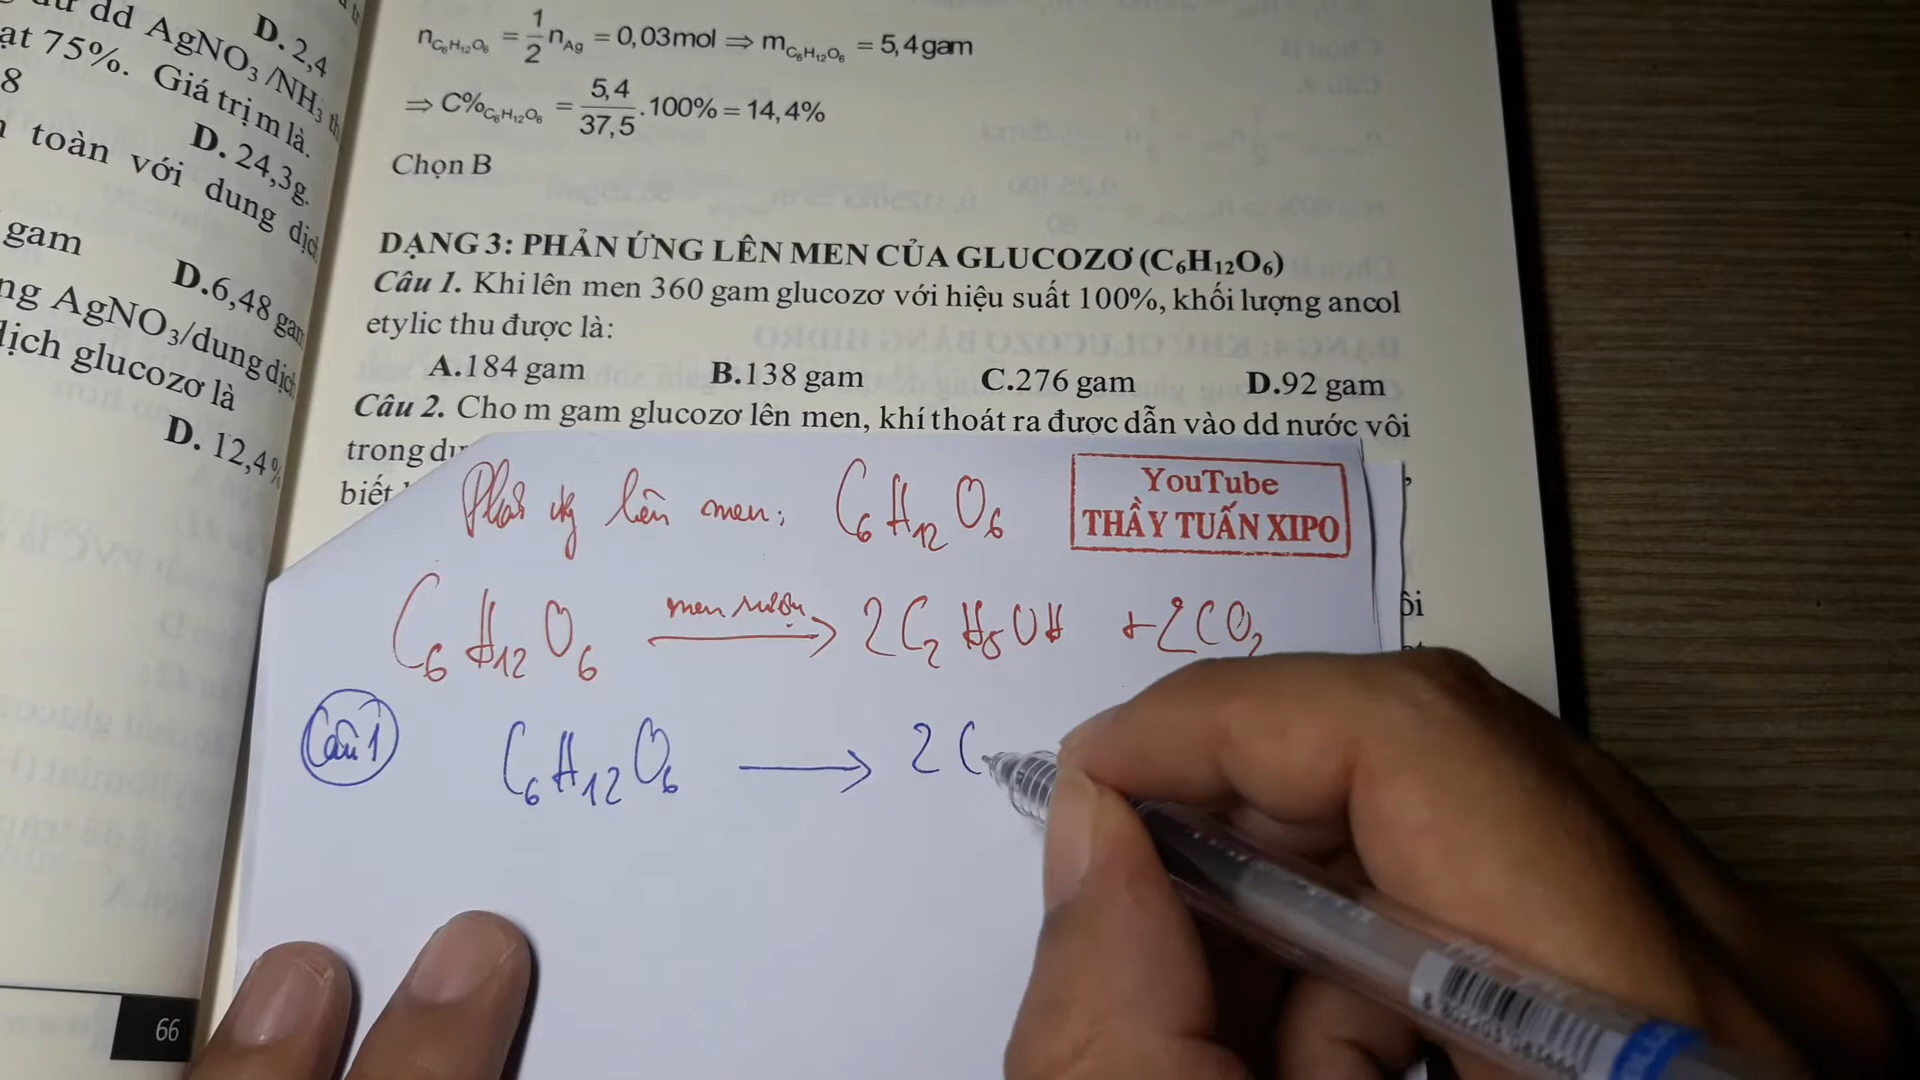 D. 2,4
dd AgNO₃/NH₃
ạt 75%. Giá trị m là.
8
D. 24,3g.
toàn với dung dịch
gam
D.6,48 gam
ng AgNO₃/dung dịch
dịch glucozơ là
D. 12,4%
66
n_C₆H₁₂O₆ = 1/2 n_Ag = 0,03mol ⇒ m_C₆H₁₂O₆ = 5,4gam
⇒ C%_C₆H₁₂O₆ = 5,4/37,5 .100% = 14,4%
Chọn B
DẠNG 3: PHẢN ỨNG LÊN MEN CỦA GLUCOZƠ (C₆H₁₂O₆)
Câu 1. Khi lên men 360 gam glucozơ với hiệu suất 100%, khối lượng ancol
etylic thu được là:
A.184 gam B.138 gam C.276 gam D.92 gam
Câu 2. Cho m gam glucozơ lên men, khí thoát ra được dẫn vào dd nước vôi
trong
biết
ôi
YouTube
THẦY TUẤN XIPO
lên men: C₆H₁₂O₆
C₆H₁₂O₆ men rượu → 2C₂H₅OH + 2CO₂
Câu 1 C₆H₁₂O₆ → 2C